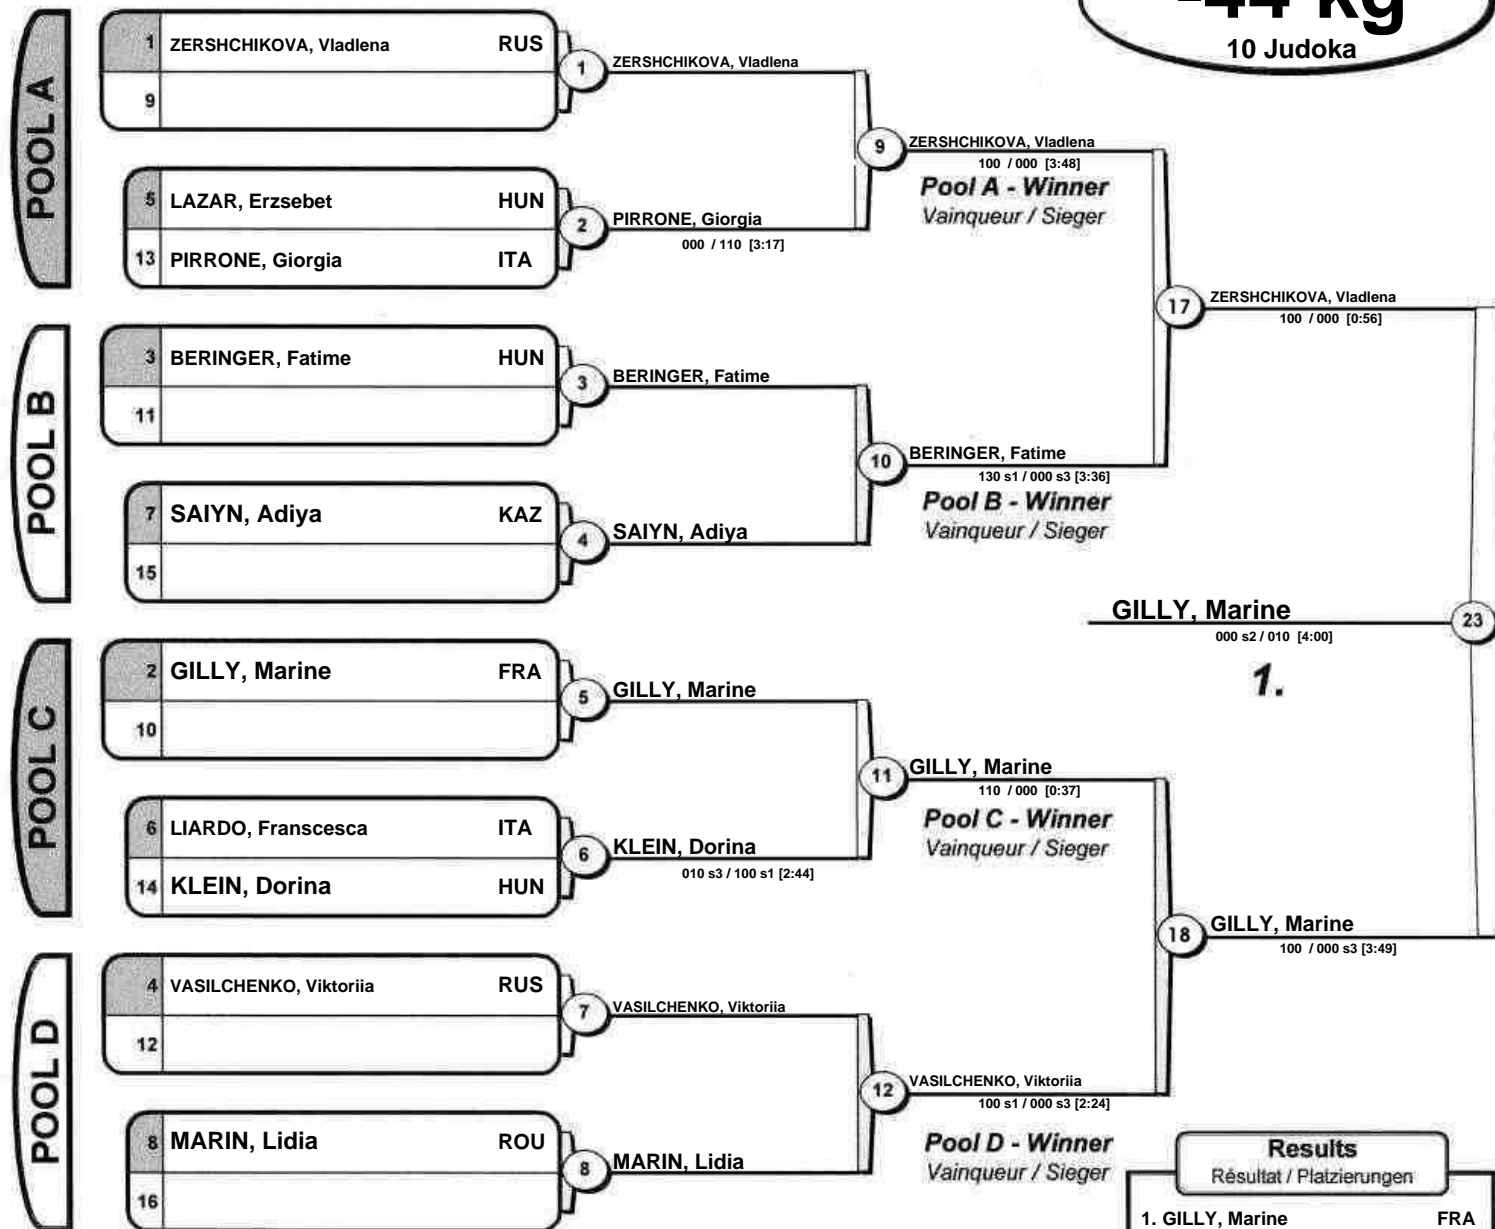 -44 kg
10 Judoka
POOL A
1 ZERSHCHIKOVA, Vladlena RUS
9
1
ZERSHCHIKOVA, Vladlena
5 LAZAR, Erzsebet HUN
13 PIRRONE, Giorgia ITA
2
PIRRONE, Giorgia
000 / 110 [3:17]
9
ZERSHCHIKOVA, Vladlena
100 / 000 [3:48]
Pool A - Winner
Vainqueur / Sieger
POOL B
3 BERINGER, Fatime HUN
11
3
BERINGER, Fatime
7 SAIYN, Adiya KAZ
15
4
SAIYN, Adiya
10
BERINGER, Fatime
130 s1 / 000 s3 [3:36]
Pool B - Winner
Vainqueur / Sieger
17
ZERSHCHIKOVA, Vladlena
100 / 000 [0:56]
GILLY, Marine
000 s2 / 010 [4:00]
1.
23
POOL C
2 GILLY, Marine FRA
10
5
GILLY, Marine
6 LIARDO, Franscesca ITA
14 KLEIN, Dorina HUN
6
KLEIN, Dorina
010 s3 / 100 s1 [2:44]
11
GILLY, Marine
110 / 000 [0:37]
Pool C - Winner
Vainqueur / Sieger
18
GILLY, Marine
100 / 000 s3 [3:49]
POOL D
4 VASILCHENKO, Viktoriia RUS
12
7
VASILCHENKO, Viktoriia
8 MARIN, Lidia ROU
16
8
MARIN, Lidia
12
VASILCHENKO, Viktoriia
100 s1 / 000 s3 [2:24]
Pool D - Winner
Vainqueur / Sieger
Results
Résultat / Platzierungen
1. GILLY, Marine FRA